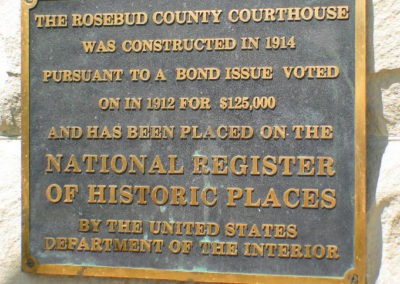 THE ROSEBUD COUNTY COURTHOUSE
WAS CONSTRUCTED IN 1914
PURSUANT TO A BOND ISSUE VOTED
ON IN 1912 FOR $125,000
AND HAS BEEN PLACED ON THE
NATIONAL REGISTER
OF HISTORIC PLACES
BY THE UNITED STATES
DEPARTMENT OF THE INTERIOR